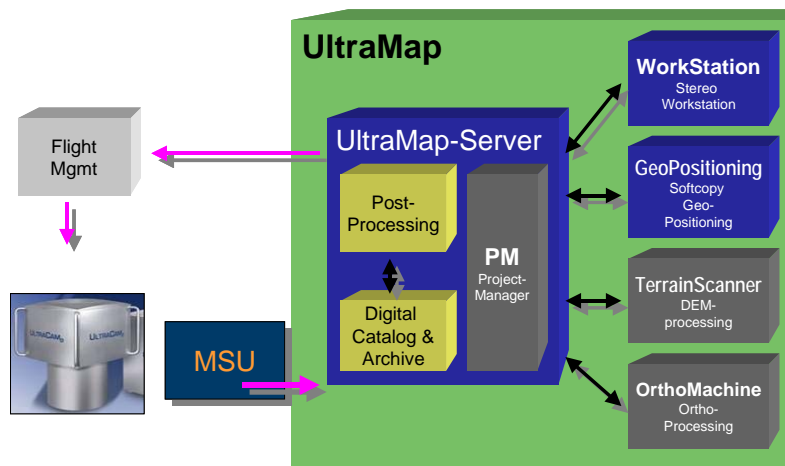 UltraMap
WorkStation
Stereo
Workstation
Flight
Mgmt
UltraMap-Server
Post-
Processing
PM
Project-
Manager
Digital
Catalog &
Archive
GeoPositioning
Softcopy
Geo-
Positioning
TerrainScanner
DEM-
processing
OrthoMachine
Ortho-
Processing
MSU
ULTRACAM D